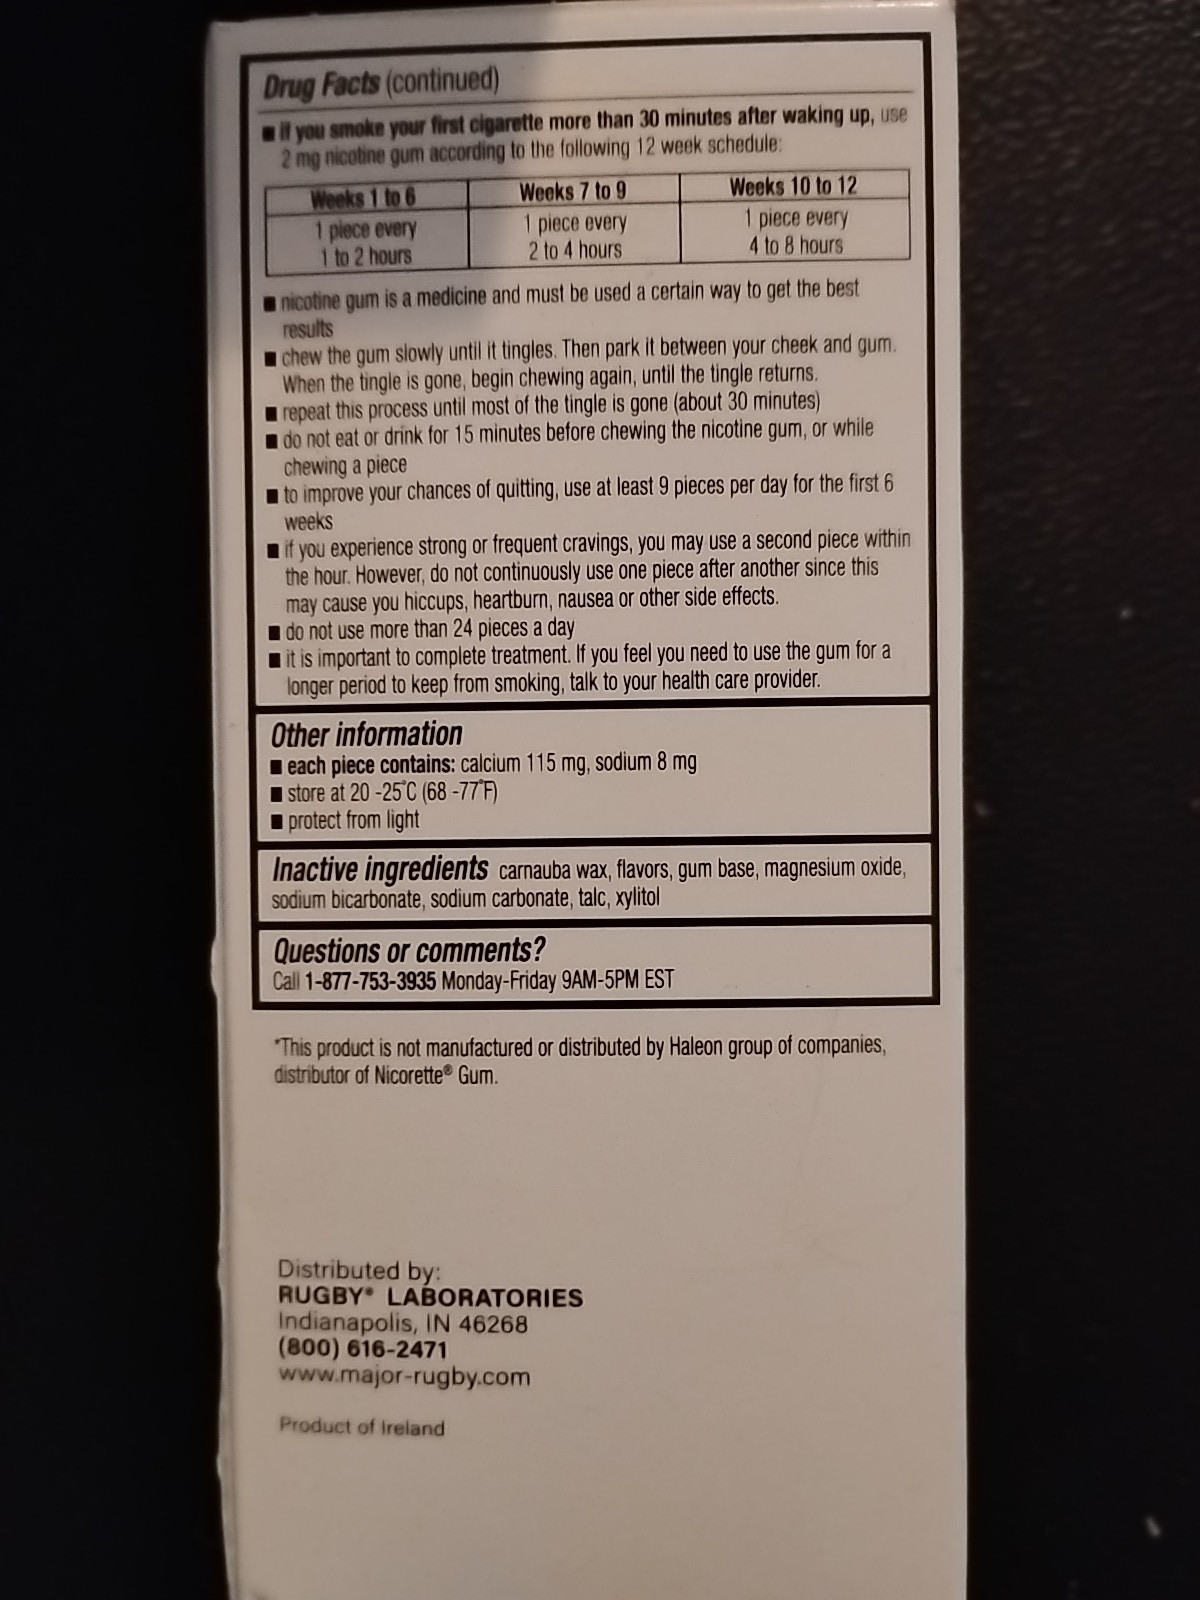 Drug Facts (continued)
■ if you smoke your first cigarette more than 30 minutes after waking up, use
2 mg nicotine gum according to the following 12 week schedule:
Weeks 1 to 6 Weeks 7 to 9 Weeks 10 to 12
1 piece every 1 piece every 1 piece every
1 to 2 hours 2 to 4 hours 4 to 8 hours
■ nicotine gum is a medicine and must be used a certain way to get the best
results
■ chew the gum slowly until it tingles. Then park it between your cheek and gum.
When the tingle is gone, begin chewing again, until the tingle returns.
■ repeat this process until most of the tingle is gone (about 30 minutes)
■ do not eat or drink for 15 minutes before chewing the nicotine gum, or while
chewing a piece
■ to improve your chances of quitting, use at least 9 pieces per day for the first 6
weeks
■ if you experience strong or frequent cravings, you may use a second piece within
the hour. However, do not continuously use one piece after another since this
may cause you hiccups, heartburn, nausea or other side effects.
■ do not use more than 24 pieces a day
■ it is important to complete treatment. If you feel you need to use the gum for a
longer period to keep from smoking, talk to your health care provider.
Other information
■ each piece contains: calcium 115 mg, sodium 8 mg
■ store at 20 -25°C (68 -77°F)
■ protect from light
Inactive ingredients carnauba wax, flavors, gum base, magnesium oxide,
sodium bicarbonate, sodium carbonate, talc, xylitol
Questions or comments?
Call 1-877-753-3935 Monday-Friday 9AM-5PM EST
*This product is not manufactured or distributed by Haleon group of companies,
distributor of Nicorette® Gum.
Distributed by:
RUGBY® LABORATORIES
Indianapolis, IN 46268
(800) 616-2471
www.major-rugby.com
Product of Ireland